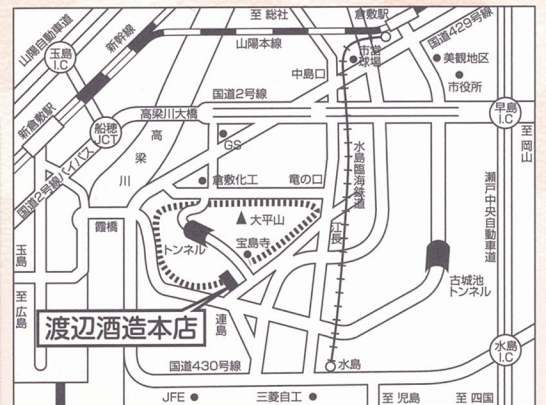 至 総社
倉敷駅
国道429号線
山陽自動車道
新幹線
山陽本線
玉島I.C
市営球場
美観地区
市役所
中島口
国道2号線
高梁川大橋
早島I.C
至 岡山
新倉敷駅
船穂JCT
高梁川
GS
国道2号線バイパス
倉敷化工
竜の口
水島臨海鉄道
瀬戸中央自動車道
大平山
霞橋
トンネル
宝島寺
江長
古城池トンネル
玉島
至 広島
渡辺酒造本店
連島
国道430号線
水島
水島I.C
JFE
三菱自工
至 児島
至 四国